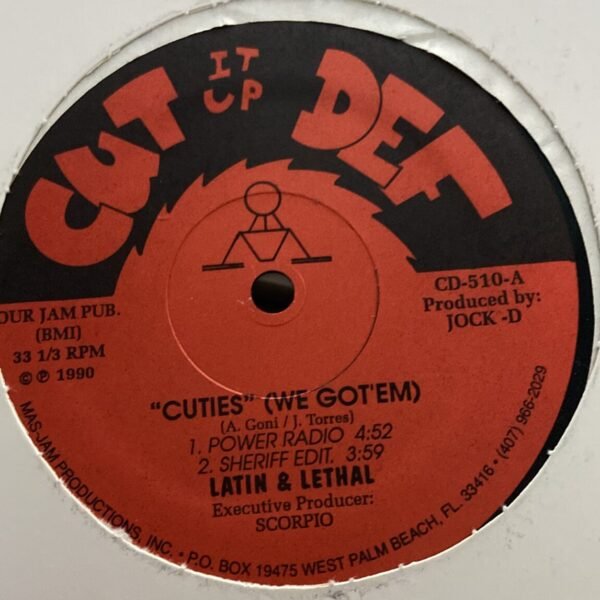 CUT IT UP DEF
OUR JAM PUB.
(BMI)
33 1/3 RPM
© ℗ 1990
CD-510-A
Produced by:
JOCK -D
"CUTIES" (WE GOT'EM)
(A. Goni / J. Torres)
1. POWER RADIO 4:52
2. SHERIFF EDIT. 3:59
LATIN & LETHAL
Executive Producer:
SCORPIO
MAS-JAM PRODUCTIONS, INC. • P.O. BOX 19475 WEST PALM BEACH, FL. 33416 • (407) 966-2029